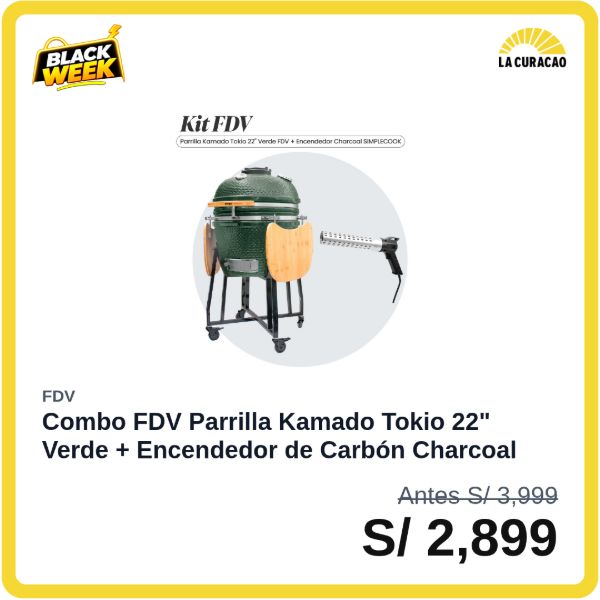 BLACK
WEEK
LA CURACAO
Kit FDV
Parrilla Kamado Tokio 22" Verde FDV + Encendedor Charcoal SIMPLECOOK
FDV
Combo FDV Parrilla Kamado Tokio 22"
Verde + Encendedor de Carbón Charcoal
Antes S/ 3,999
S/ 2,899